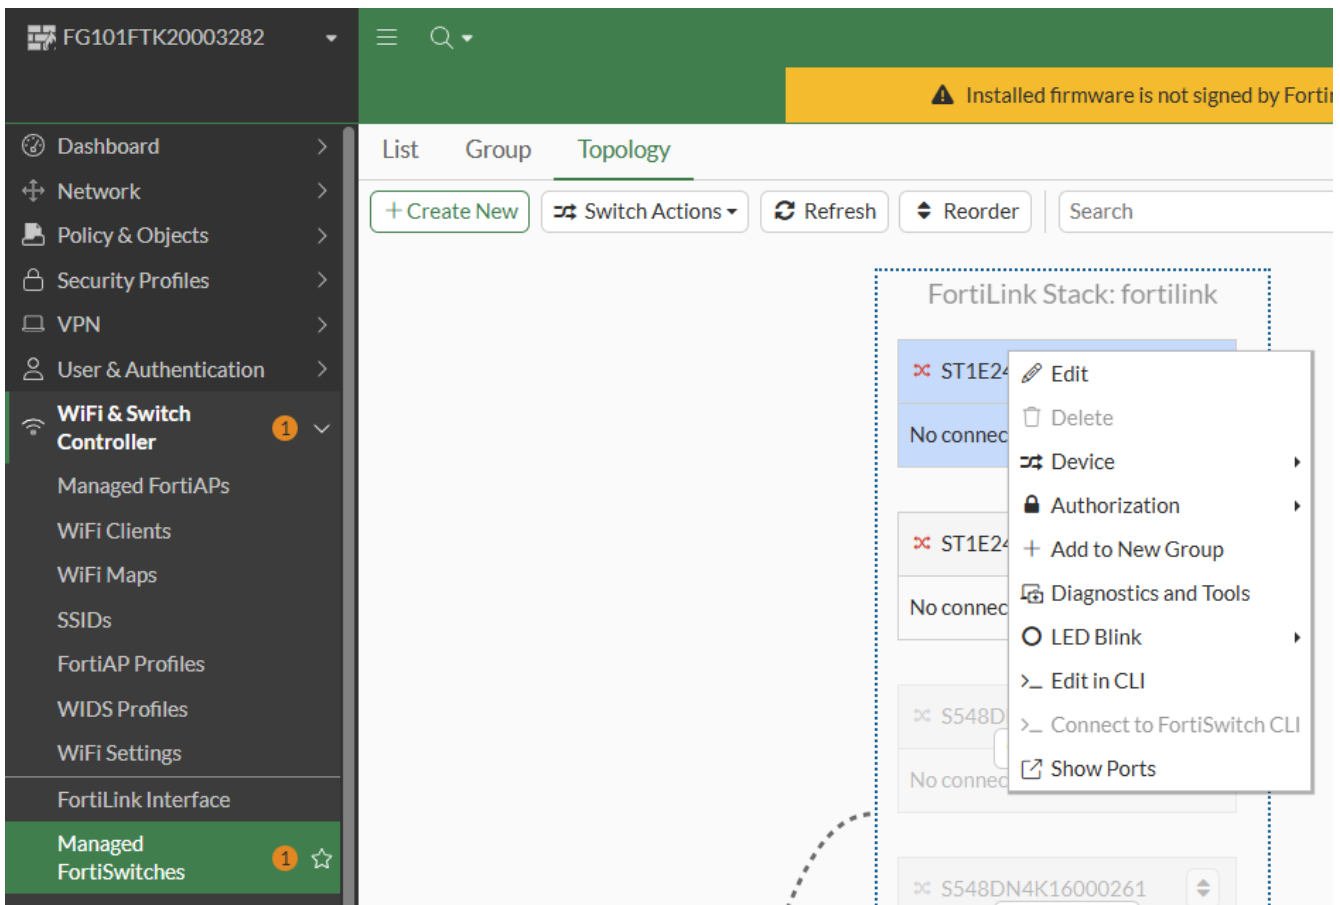 FG101FTK20003282
Installed firmware is not signed by
Dashboard
Network
Policy & Objects
Security Profiles
VPN
User & Authentication
WiFi & Switch
Controller
1
Managed FortiAPs
WiFi Clients
WiFi Maps
SSIDs
FortiAP Profiles
WIDS Profiles
WiFi Settings
FortiLink Interface
Managed
FortiSwitches
1
List Group Topology
+ Create New Switch Actions Refresh Reorder Search
FortiLink Stack: fortilink
ST1E24
No connec
ST1E24
No connec
S548D
No connec
S548DN4K16000261
Edit
Delete
Device
Authorization
+ Add to New Group
Diagnostics and Tools
LED Blink
>_ Edit in CLI
>_ Connect to FortiSwitch CLI
Show Ports